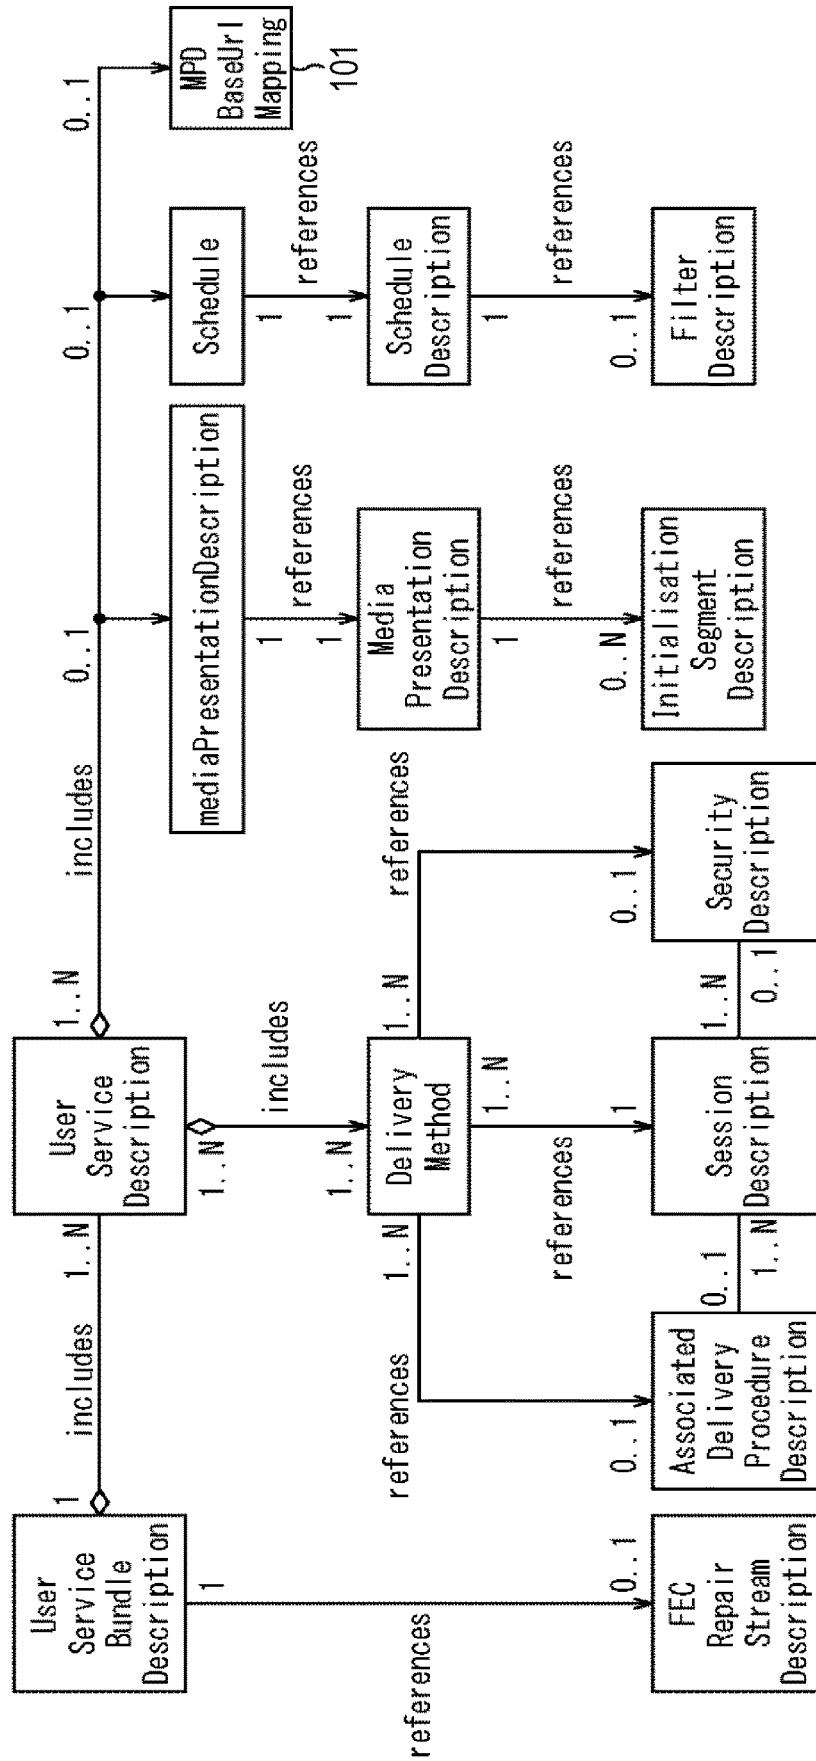 User
Service
Bundle
Description
1
includes
1..N
User
Service
Description
1..N
includes
0..1
0..1
0..1
MPD
BaseUrl
Mapping
101
1
references
0..1
FEC
Repair
Stream
Description
1..N
includes
1..N
Delivery
Method
1..N
references
0..1
Associated
Delivery
Procedure
Description
1..N
references
1
Session
Description
1..N
references
0..1
Security
Description
0..1
1..N
1..N
0..1
mediaPresentationDescription
1
references
1
Media
Presentation
Description
1
references
0..N
Initialisation
Segment
Description
Schedule
1
references
1
Schedule
Description
1
references
0..1
Filter
Description